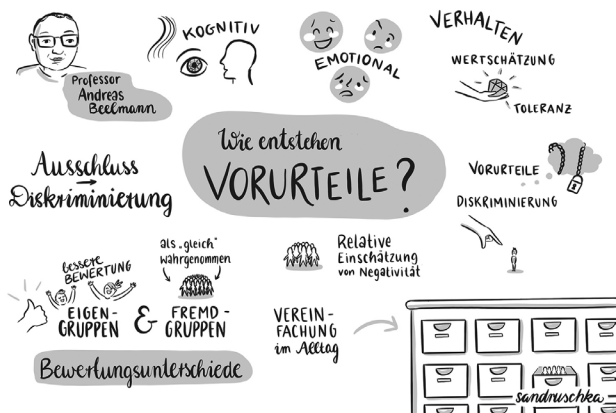 Professor
Andreas
Beelmann
KOGNITIV
EMOTIONAL
VERHALTEN
WERTSCHÄTZUNG
TOLERANZ
Wie entstehen
VORURTEILE?
Ausschluss
→
Diskriminierung
VORURTEILE
DISKRIMINIERUNG
bessere
BEWERTUNG
EIGEN-
GRUPPEN
&
als „gleich"
wahrgenommen
FREMD-
GRUPPEN
Bewertungsunterschiede
Relative
Einschätzung
von Negativität
VEREIN-
FACHUNG
im Alltag
sandruschka